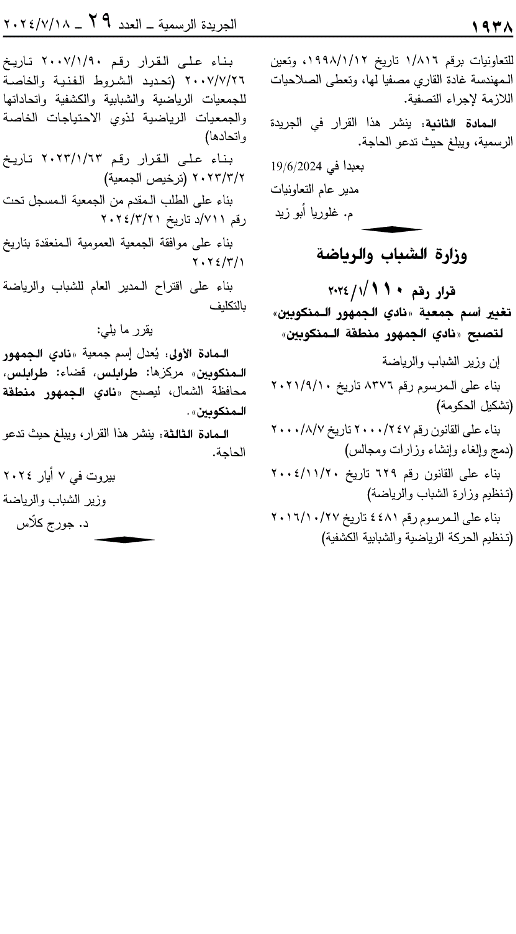 ١٩٣٨
الجريدة الرسمية ــ العدد ٢٩ ــ ٢٠٢٤/٧/١٨
للتعاونيات برقم ١/٨١٦ تاريخ ١٩٩٨/١/١٢، وتعين
المهندسة غادة القاري مصفيا لها، وتعطى الصلاحيات
اللازمة لإجراء التصفية.
المادة الثانية: ينشر هذا القرار في الجريدة
الرسمية، ويبلغ حيث تدعو الحاجة.
بعبدا في 19/6/2024
مدير عام التعاونيات
م. غلوريا أبو زيد
وزارة الشباب والرياضة
قرار رقم ٢٠٢٤/١/١١٠
تغيير أسم جمعية «نادي الجمهور المنكوبين»
لتصبح «نادي الجمهور منطقة المنكوبين»
إن وزير الشباب والرياضة
بناء على المرسوم رقم ٨٣٧٦ تاريخ ٢٠٢١/٩/١٠
(تشكيل الحكومة)
بناء على القانون رقم ٢٠٠٠/٢٤٧ تاريخ ٢٠٠٠/٨/٧
(دمج وإلغاء وإنشاء وزارات ومجالس)
بناء على القانون رقم ٦٢٩ تاريخ ٢٠٠٤/١١/٢٠
(تنظيم وزارة الشباب والرياضة)
بناء على المرسوم رقم ٤٤٨١ تاريخ ٢٠١٦/١٠/٢٧
(تنظيم الحركة الرياضية والشبابية الكشفية)
بناء على القرار رقم ٢٠٠٧/١/٩٠ تاريخ
٢٠٠٧/٧/٢٦ (تحديد الشروط الفنية والخاصة
للجمعيات الرياضية والشبابية والكشفية واتحاداتها
والجمعيات الرياضية لذوي الاحتياجات الخاصة
واتحادها)
بناء على القرار رقم ٢٠٢٣/١/٦٣ تاريخ
٢٠٢٣/٣/٢ (ترخيص الجمعية)
بناء على الطلب المقدم من الجمعية المسجل تحت
رقم ٧١١/د تاريخ ٢٠٢٤/٣/٢١
بناء على موافقة الجمعية العمومية المنعقدة بتاريخ
٢٠٢٤/٣/١
بناء على اقتراح المدير العام للشباب والرياضة
بالتكليف
يقرر ما يلي:
المادة الأولى: يُعدل إسم جمعية «نادي الجمهور
المنكوبين» مركزها: طرابلس، قضاء: طرابلس،
محافظة الشمال، ليصبح «نادي الجمهور منطقة
المنكوبين».
المادة الثالثة: ينشر هذا القرار، ويبلغ حيث تدعو
الحاجة.
بيروت في ٧ أيار ٢٠٢٤
وزير الشباب والرياضة
د. جورج كلاّس